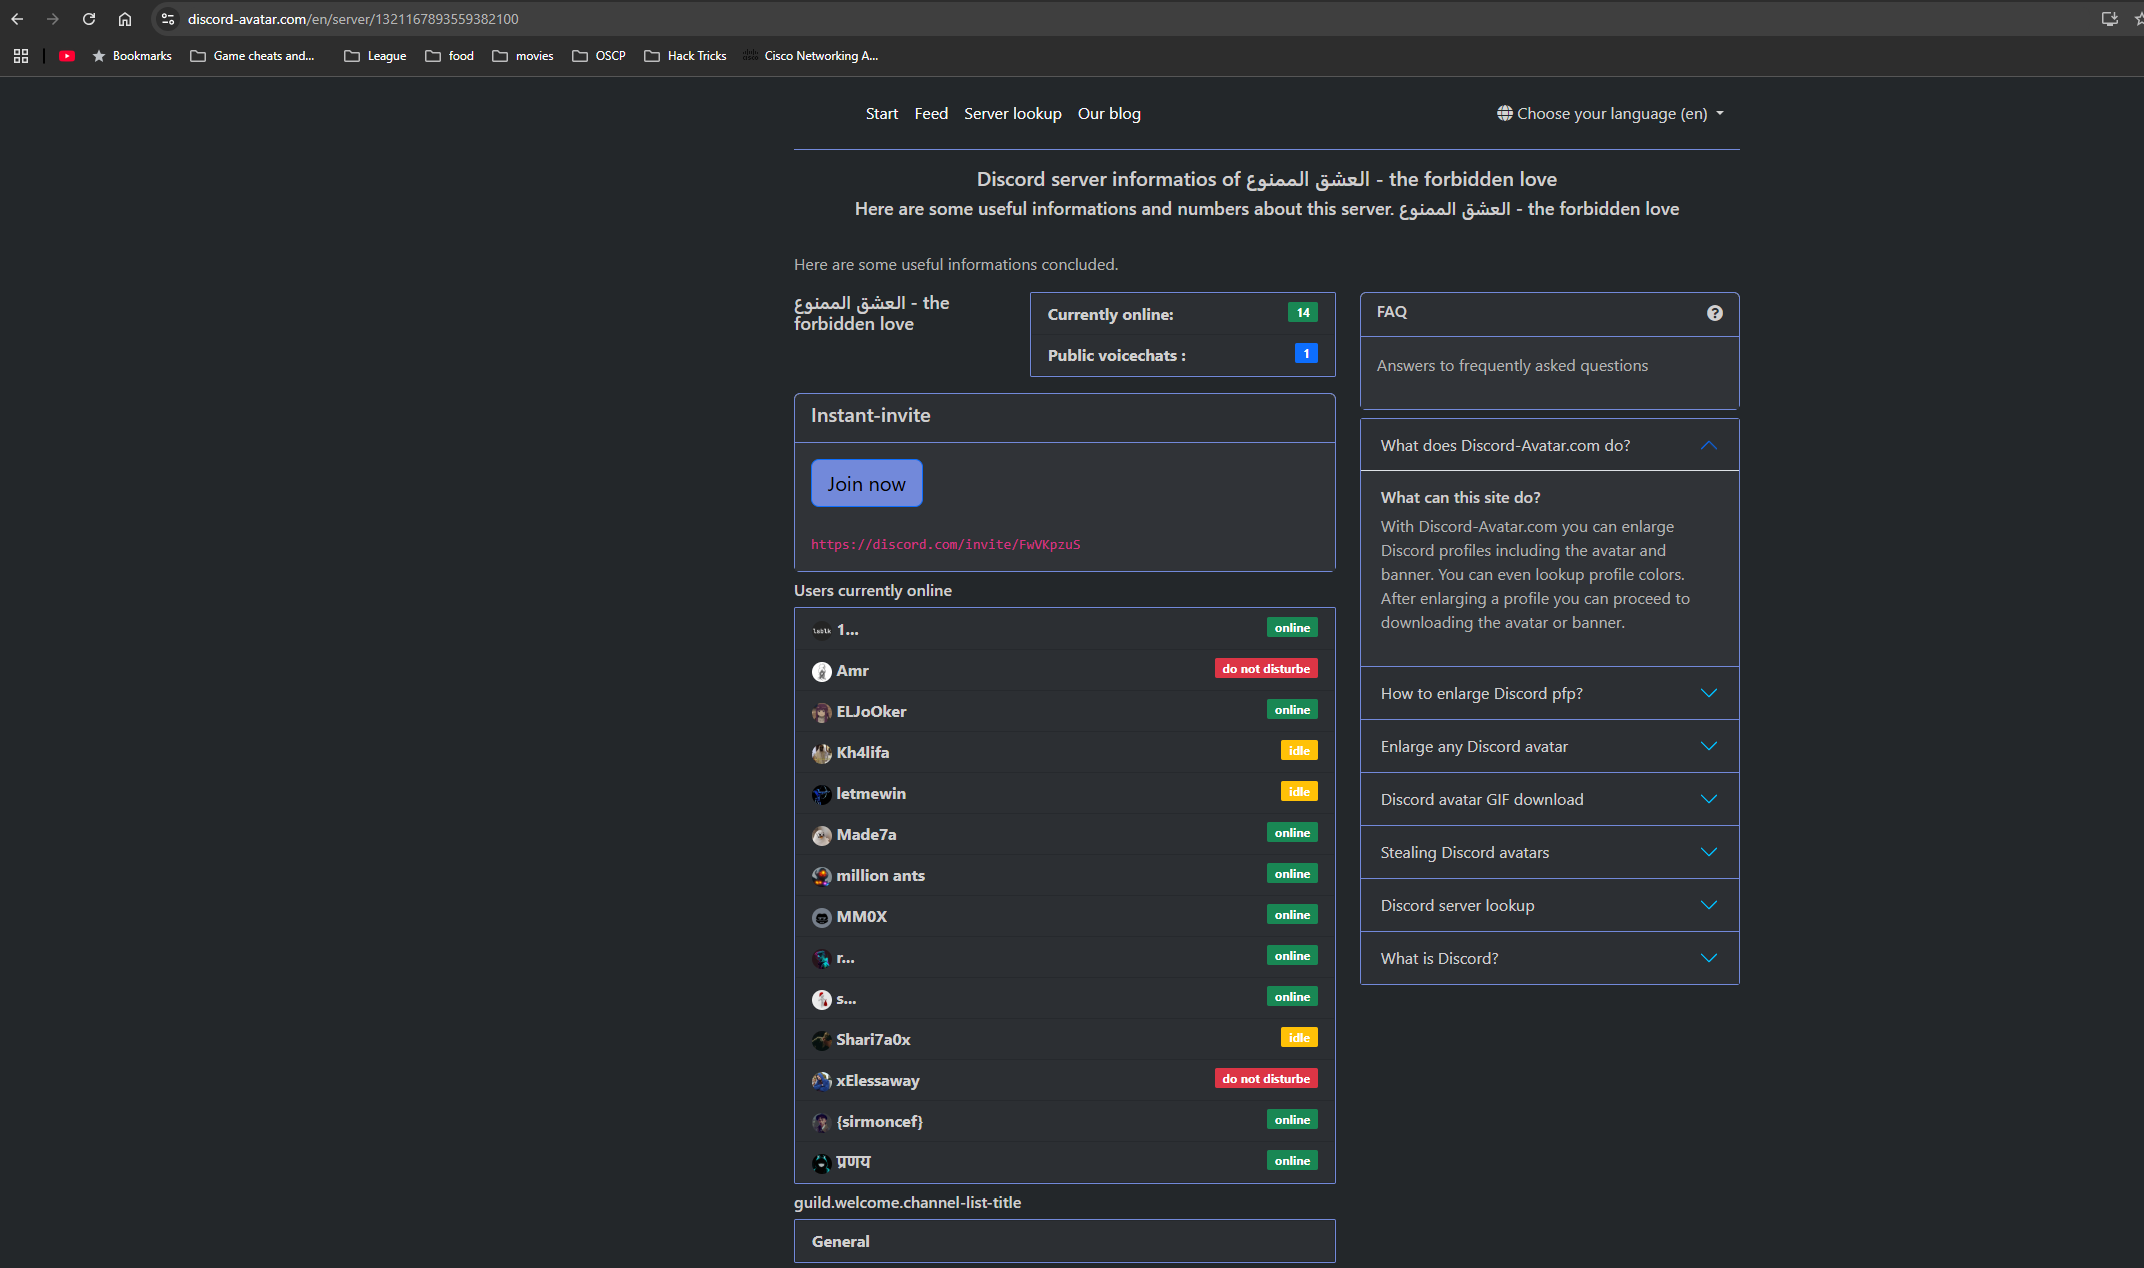 discord-avatar.com/en/server/1321167893559382100
Bookmarks
Game cheats and...
League
food
movies
OSCP
Hack Tricks
Cisco Networking A...
Start
Feed
Server lookup
Our blog
Choose your language (en)
Discord server informatios of العشق الممنوع - the forbidden love
Here are some useful informations and numbers about this server. العشق الممنوع - the forbidden love
Here are some useful informations concluded.
العشق الممنوع - the
forbidden love
Currently online:
14
Public voicechats :
1
Instant-invite
Join now
https://discord.com/invite/FwVKpzuS
Users currently online
1...
online
Amr
do not disturbe
ELJoOker
online
Kh4lifa
idle
letmewin
idle
Made7a
online
million ants
online
MM0X
online
r...
online
s...
online
Shari7a0x
idle
xElessaway
do not disturbe
{sirmoncef}
online
प्रणय
online
guild.welcome.channel-list-title
General
FAQ
Answers to frequently asked questions
What does Discord-Avatar.com do?
What can this site do?
With Discord-Avatar.com you can enlarge
Discord profiles including the avatar and
banner. You can even lookup profile colors.
After enlarging a profile you can proceed to
downloading the avatar or banner.
How to enlarge Discord pfp?
Enlarge any Discord avatar
Discord avatar GIF download
Stealing Discord avatars
Discord server lookup
What is Discord?